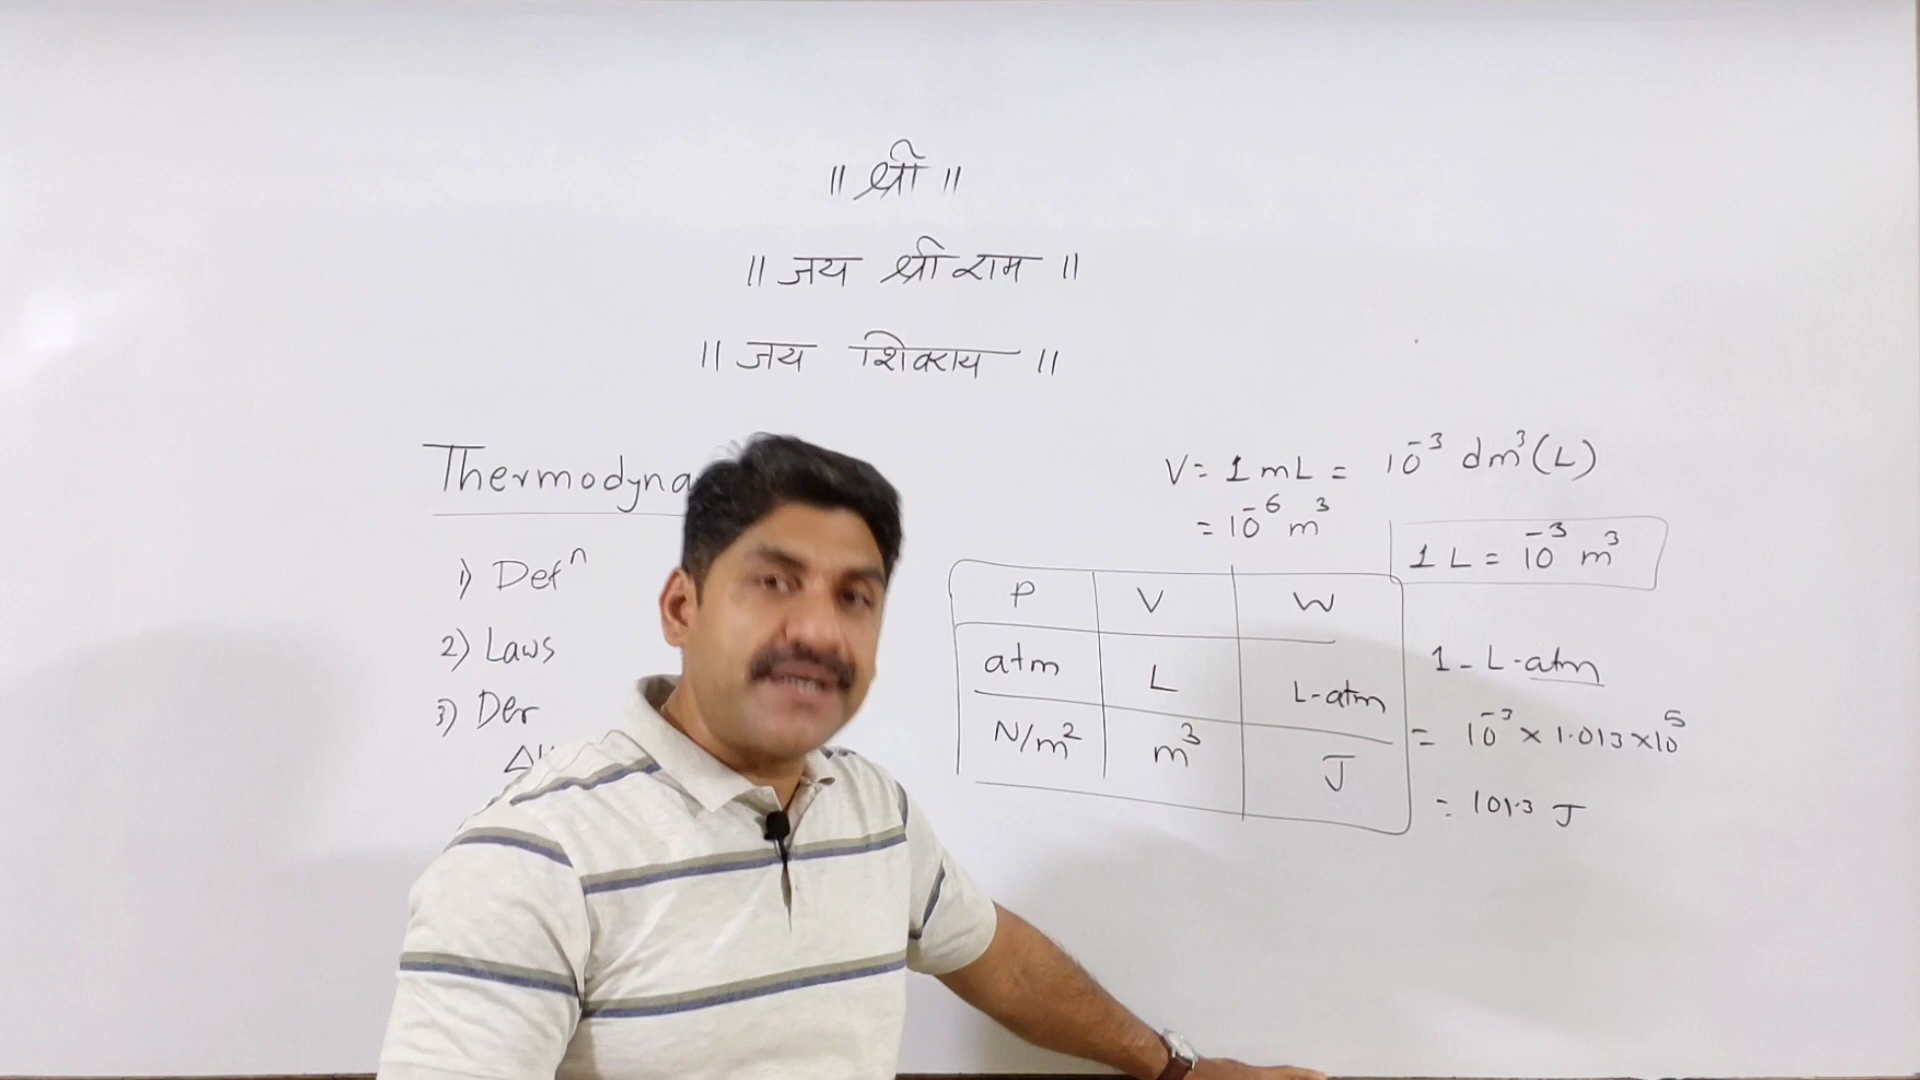 ॥ श्री ॥
॥ जय श्रीराम ॥
॥ जय शिवराय ॥
Thermodyna
1) Defⁿ
2) Laws
3) Der
V = 1 mL = 10⁻³ dm³ (L)
= 10⁻⁶ m³
1 L = 10⁻³ m³
P V W
atm L L-atm
N/m² m³ J
1 - L-atm
= 10⁻³ × 1.013 × 10⁵
= 101.3 J